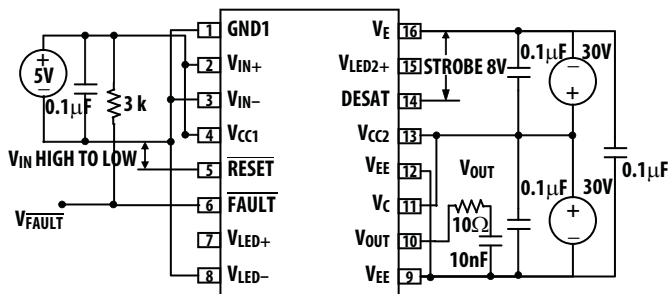 1 GND1
2 VIN+
3 VIN–
4 VCC1
5 RESET
6 FAULT
7 VLED+
8 VLED–
VE 16
VLED2+ 15
DESAT 14
VCC2 13
VEE 12
VC 11
VOUT 10
VEE 9
+
5V
–
0.1µF
3 k
VIN HIGH TO LOW
VFAULT
STROBE 8V
0.1µF
–
+
30V
VOUT
10Ω
10nF
0.1µF
+
–
30V
0.1µF